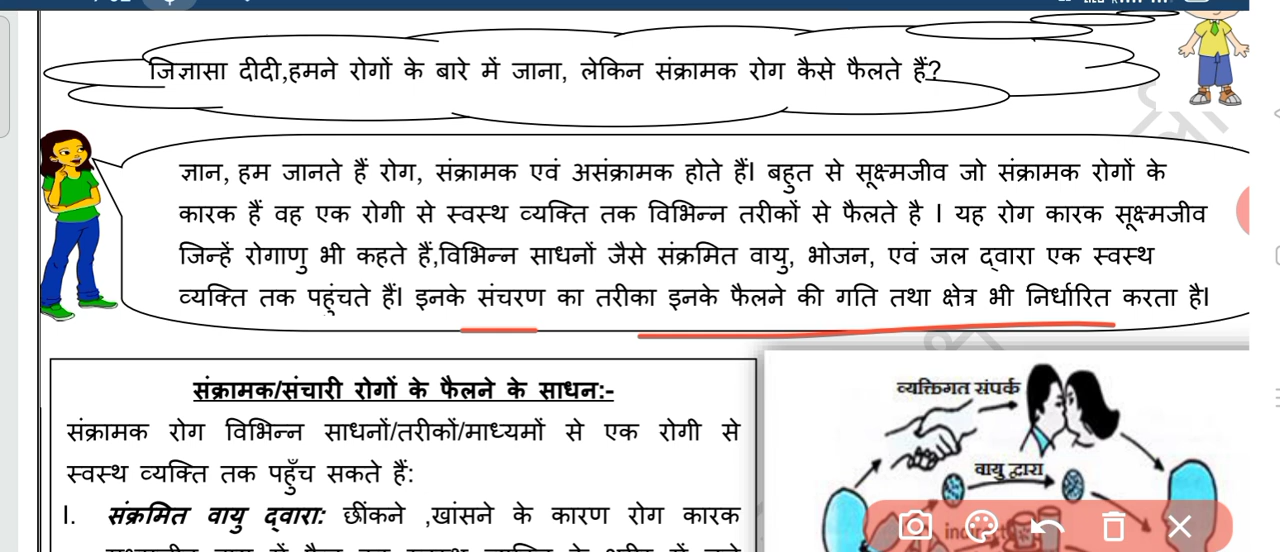 जिज्ञासा दीदी,हमने रोगों के बारे में जाना, लेकिन संक्रामक रोग कैसे फैलते हैं?
ज्ञान, हम जानते हैं रोग, संक्रामक एवं असंक्रामक होते हैं। बहुत से सूक्ष्मजीव जो संक्रामक रोगों के
कारक हैं वह एक रोगी से स्वस्थ व्यक्ति तक विभिन्न तरीकों से फैलते है । यह रोग कारक सूक्ष्मजीव
जिन्हें रोगाणु भी कहते हैं,विभिन्न साधनों जैसे संक्रमित वायु, भोजन, एवं जल द्वारा एक स्वस्थ
व्यक्ति तक पहुंचते हैं। इनके संचरण का तरीका इनके फैलने की गति तथा क्षेत्र भी निर्धारित करता है।
संक्रामक/संचारी रोगों के फैलने के साधन:-
संक्रामक रोग विभिन्न साधनों/तरीकों/माध्यमों से एक रोगी से
स्वस्थ व्यक्ति तक पहुँच सकते हैं:
I. संक्रमित वायु द्वारा: छींकने ,खांसने के कारण रोग कारक
व्यक्तिगत संपर्क
वायु द्वारा